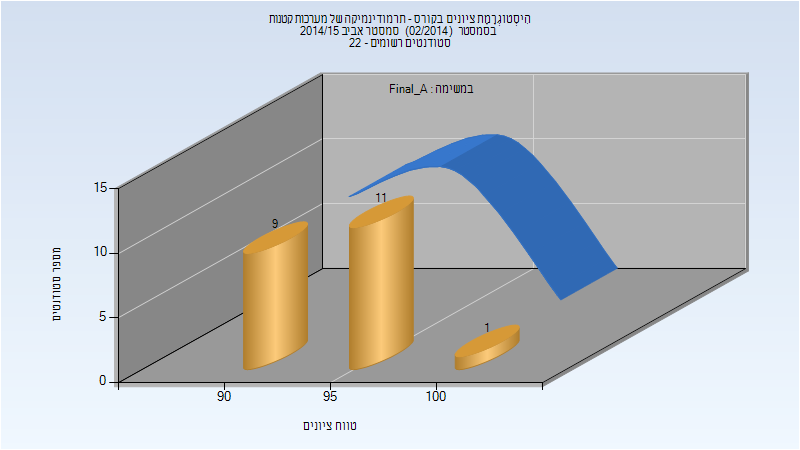 היסטוגרמת ציונים בקורס - תרמודינמיקה של מערכות קטנות
בסמסטר (02/2014) סמסטר אביב 2014/15
סטודנטים רשומים - 22
במשימה : Final_A
9
11
1
15
10
5
0
90
95
100
מספר סטודנטים
טווח ציונים